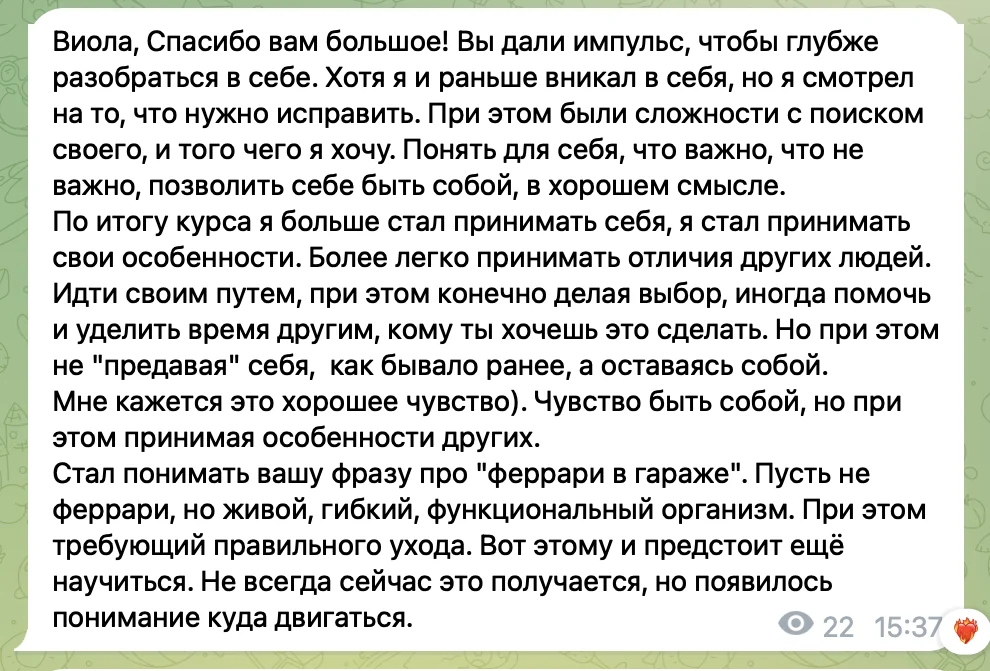 Виола, Спасибо вам большое! Вы дали импульс, чтобы глубже
разобраться в себе. Хотя я и раньше вникал в себя, но я смотрел
на то, что нужно исправить. При этом были сложности с поиском
своего, и того чего я хочу. Понять для себя, что важно, что не
важно, позволить себе быть собой, в хорошем смысле.
По итогу курса я больше стал принимать себя, я стал принимать
свои особенности. Более легко принимать отличия других людей.
Идти своим путем, при этом конечно делая выбор, иногда помочь
и уделить время другим, кому ты хочешь это сделать. Но при этом
не "предавая" себя,  как бывало ранее, а оставаясь собой.
Мне кажется это хорошее чувство). Чувство быть собой, но при
этом принимая особенности других.
Стал понимать вашу фразу про "феррари в гараже". Пусть не
феррари, но живой, гибкий, функциональный организм. При этом
требующий правильного ухода. Вот этому и предстоит ещё
научиться. Не всегда сейчас это получается, но появилось
понимание куда двигаться.
22 15:37